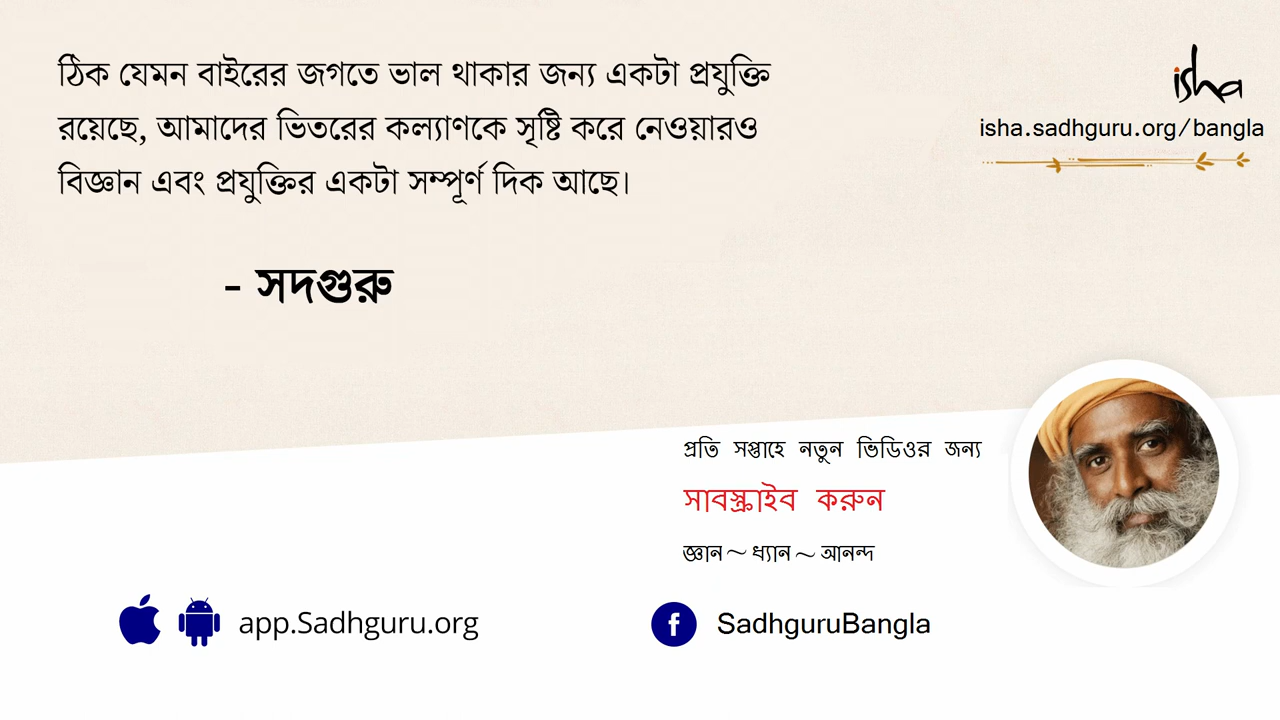 ঠিক যেমন বাইরের জগতে ভাল থাকার জন্য একটা প্রযুক্তি
রয়েছে, আমাদের ভিতরের কল্যাণকে সৃষ্টি করে নেওয়ারও
বিজ্ঞান এবং প্রযুক্তির একটা সম্পূর্ণ দিক আছে।
- সদগুরু
isha
isha.sadhguru.org/bangla
প্রতি সপ্তাহে নতুন ভিডিওর জন্য
সাবস্ক্রাইব করুন
জ্ঞান ~ ধ্যান ~ আনন্দ
app.Sadhguru.org
f SadhguruBangla